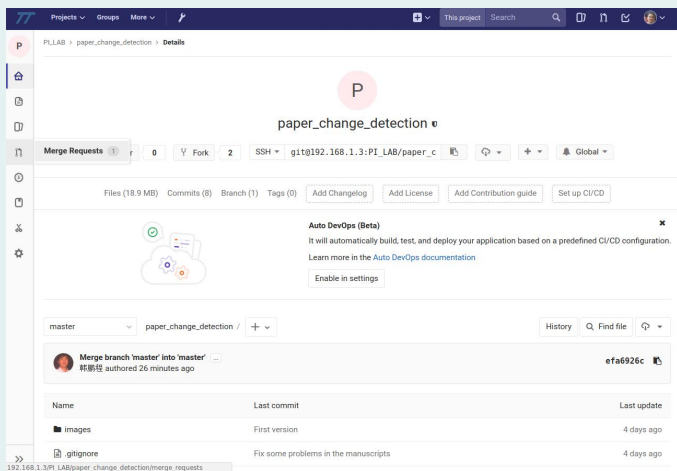 Projects Groups More This project Search
P PI_LAB > paper_change_detection > Details
P
paper_change_detection
Merge Requests 1 r 0 Fork 2 SSH git@192.168.1.3:PI_LAB/paper_c + Global
Files (18.9 MB) Commits (8) Branch (1) Tags (0) Add Changelog Add License Add Contribution guide Set up CI/CD
Auto DevOps (Beta)
It will automatically build, test, and deploy your application based on a predefined CI/CD configuration.
Learn more in the Auto DevOps documentation
Enable in settings
master paper_change_detection / + History Find file
Merge branch 'master' into 'master' ...
韩鹏程 authored 26 minutes ago efa6926c
Name Last commit Last update
images First version 4 days ago
.gitignore Fix some problems in the manuscripts 4 days ago
192.168.1.3/PI_LAB/paper_change_detection/merge_requests